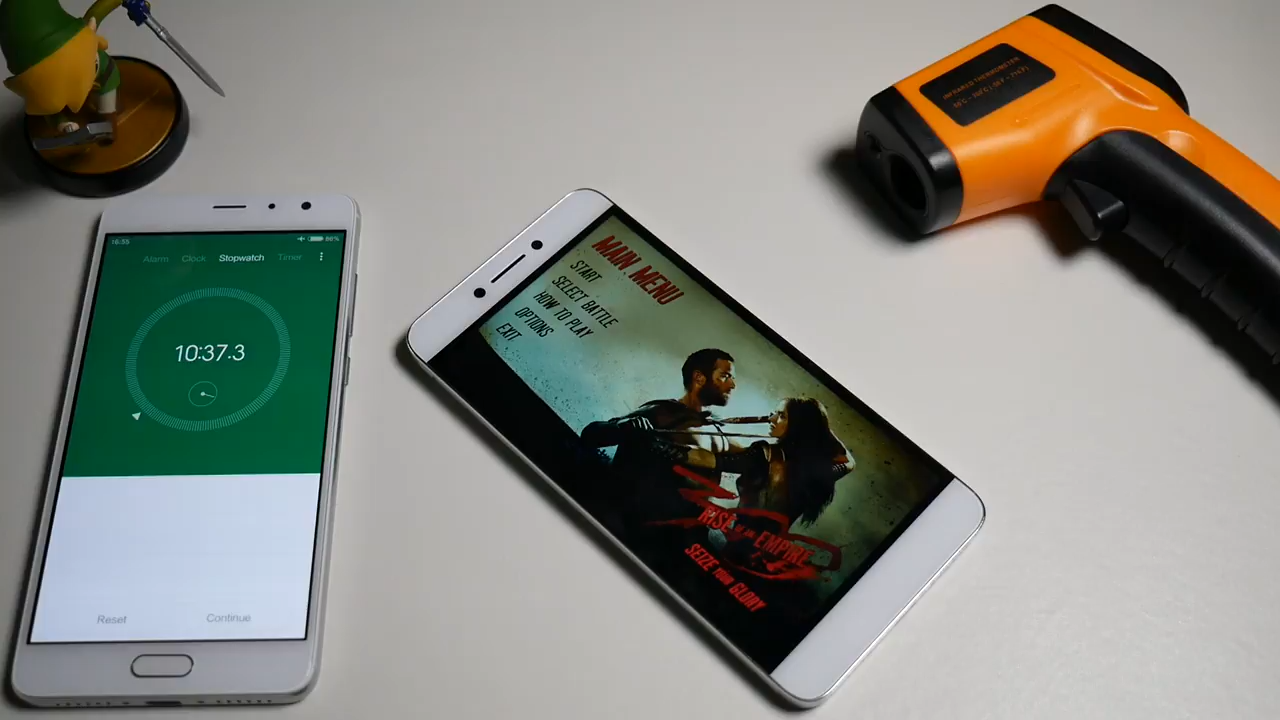 INFRARED THERMOMETER
16:55
86%
Alarm Clock Stopwatch Timer
10:37.3
Reset Continue
MAIN MENU
START
SELECT BATTLE
HOW TO PLAY
OPTIONS
EXIT
RISE OF AN EMPIRE
SEIZE YOUR GLORY